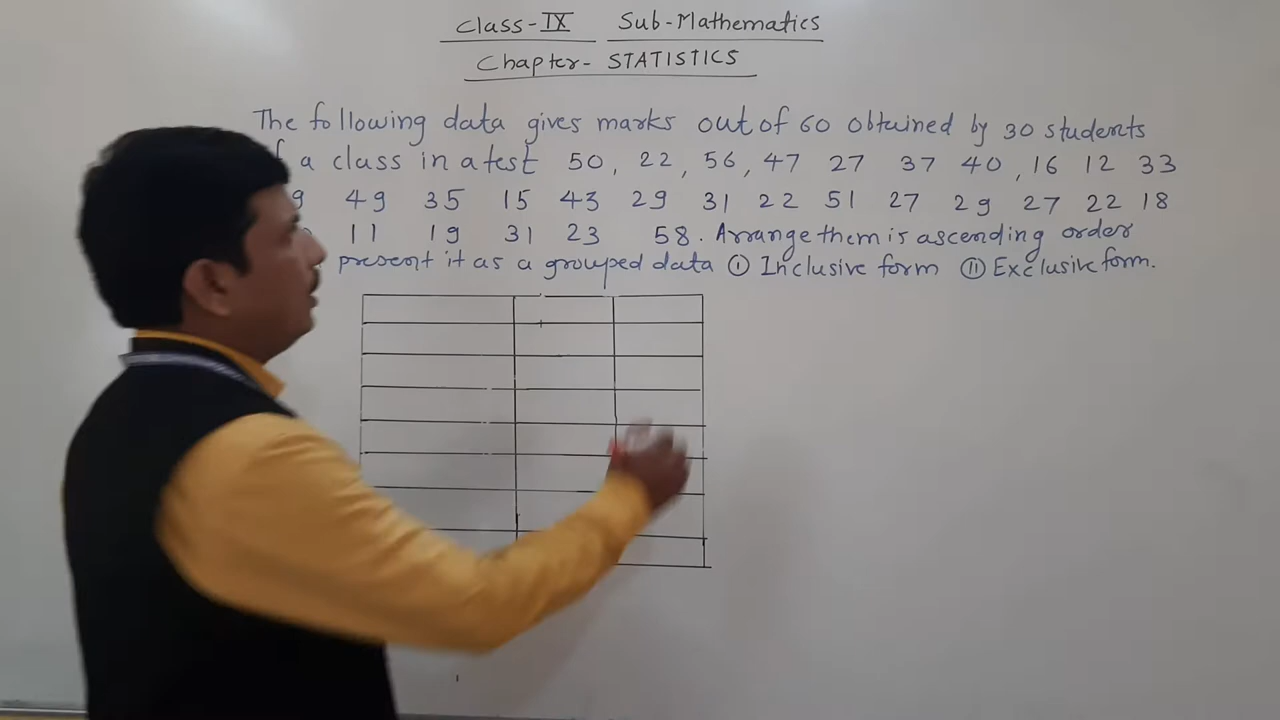 Class-IX Sub-Mathematics
Chapter- STATISTICS
The following data gives marks out of 60 obtained by 30 students
a class in a test 50, 22, 56, 47 27 37 40, 16 12 33
9 49 35 15 43 29 31 22 51 27 29 27 22 18
11 19 31 23 58. Arrange them is ascending order
present it as a grouped data (i) Inclusive form (ii) Exclusive form.